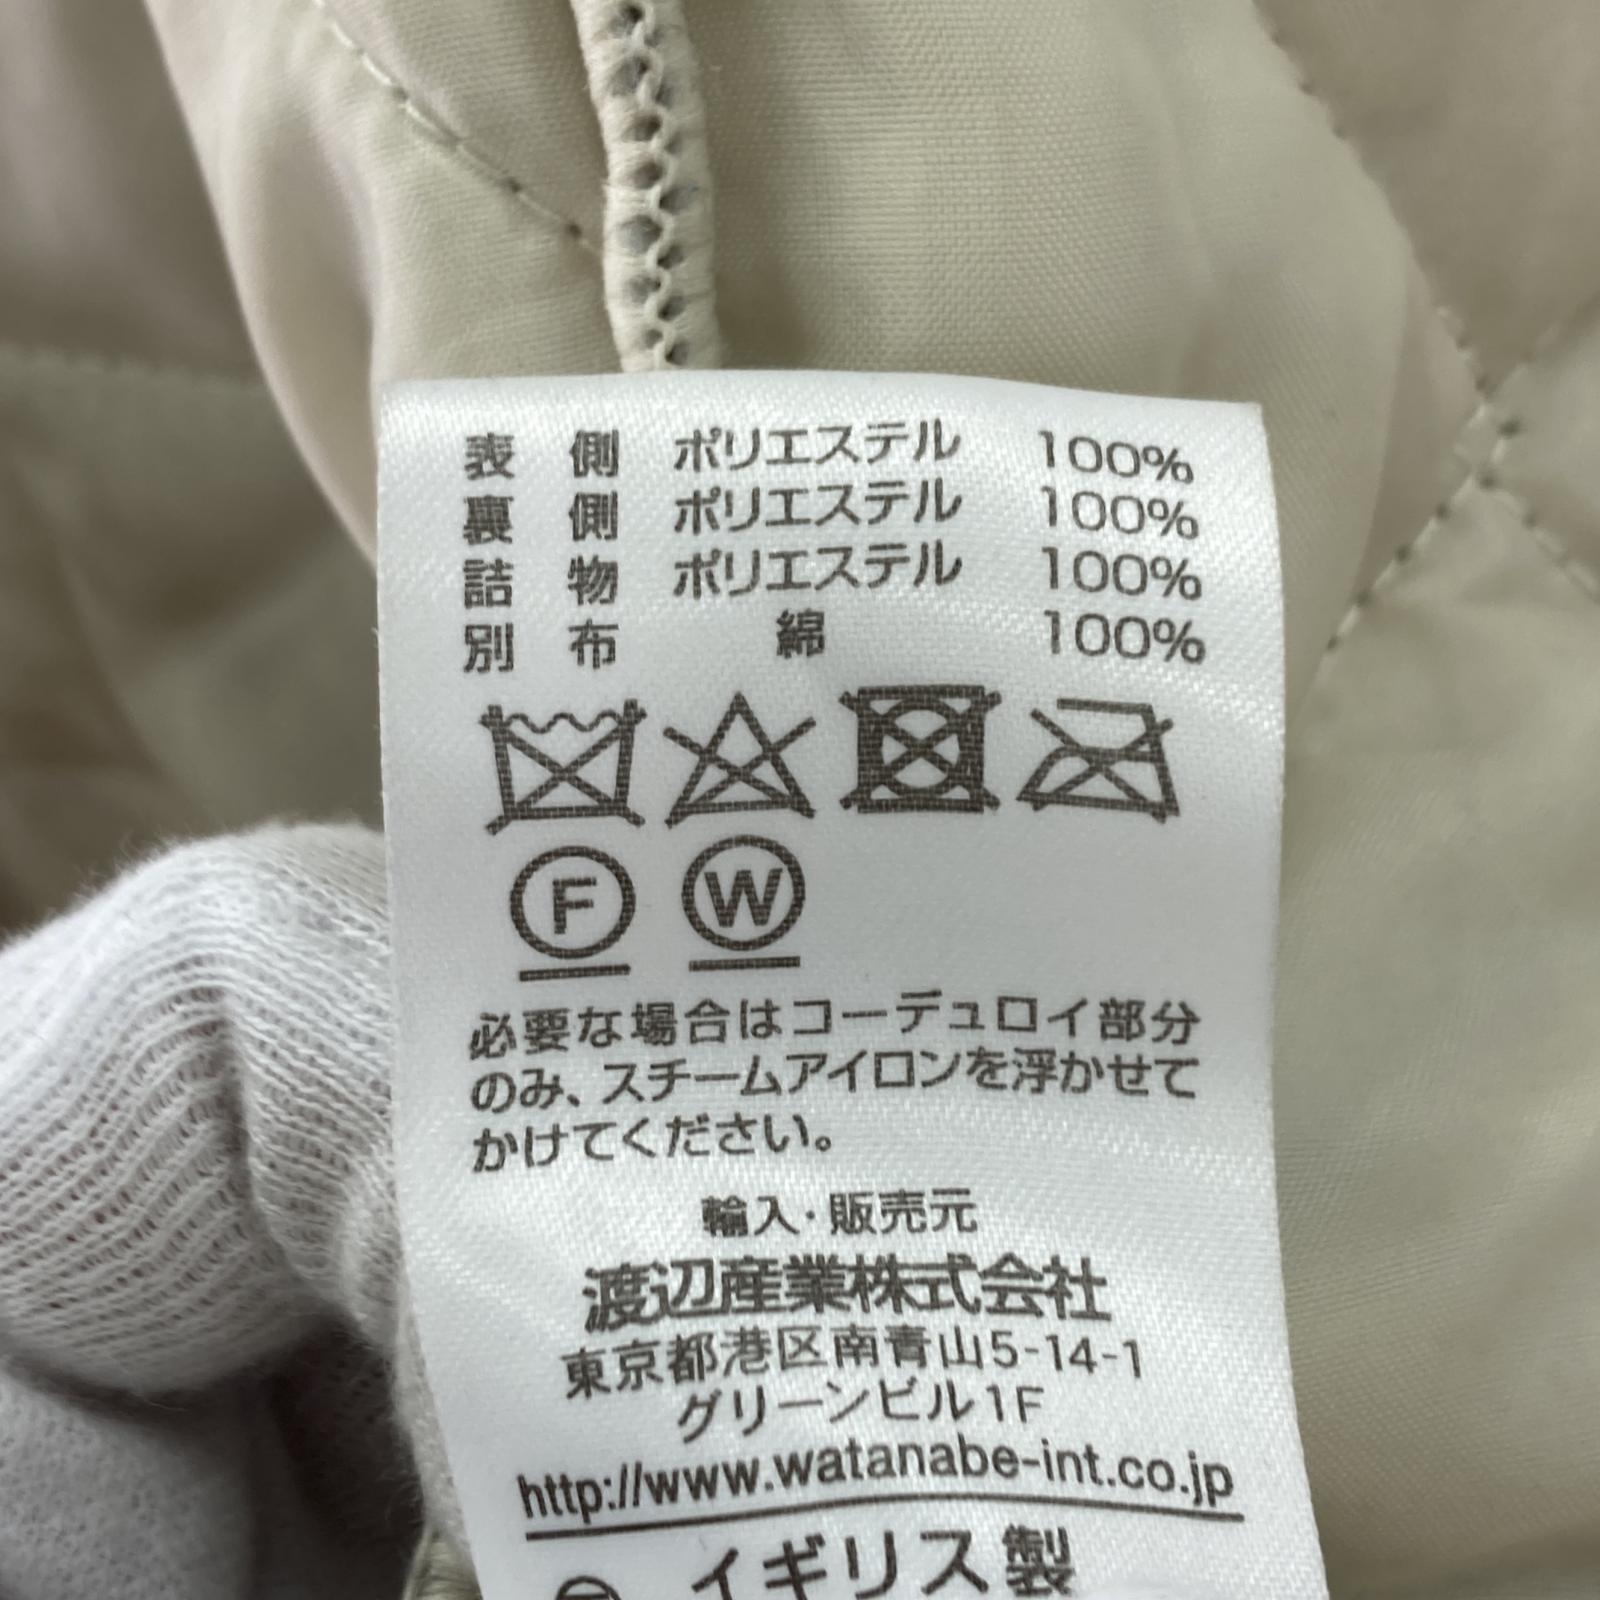 表側 ポリエステル 100%
裏側 ポリエステル 100%
詰物 ポリエステル 100%
別布 綿 100%
F W
必要な場合はコーデュロイ部分
のみ、スチームアイロンを浮かせて
かけてください。
輸入・販売元
渡辺産業株式会社
東京都港区南青山5-14-1
グリーンビル1F
http://www.watanabe-int.co.jp
イギリス製